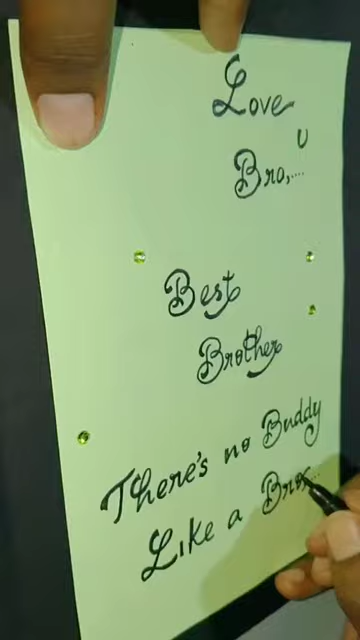 Love
U
Bro,....
Best
Brother
There's no Buddy
Like a Bro